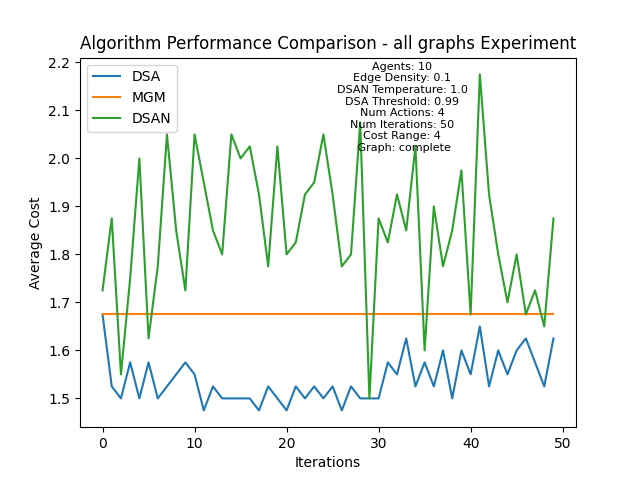 Algorithm Performance Comparison - all graphs Experiment
DSA
MGM
DSAN
Agents: 10
Edge Density: 0.1
DSAN Temperature: 1.0
DSA Threshold: 0.99
Num Actions: 4
Num Iterations: 50
Cost Range: 4
Graph: complete
Average Cost
2.2
2.1
2.0
1.9
1.8
1.7
1.6
1.5
0
10
20
30
40
50
Iterations